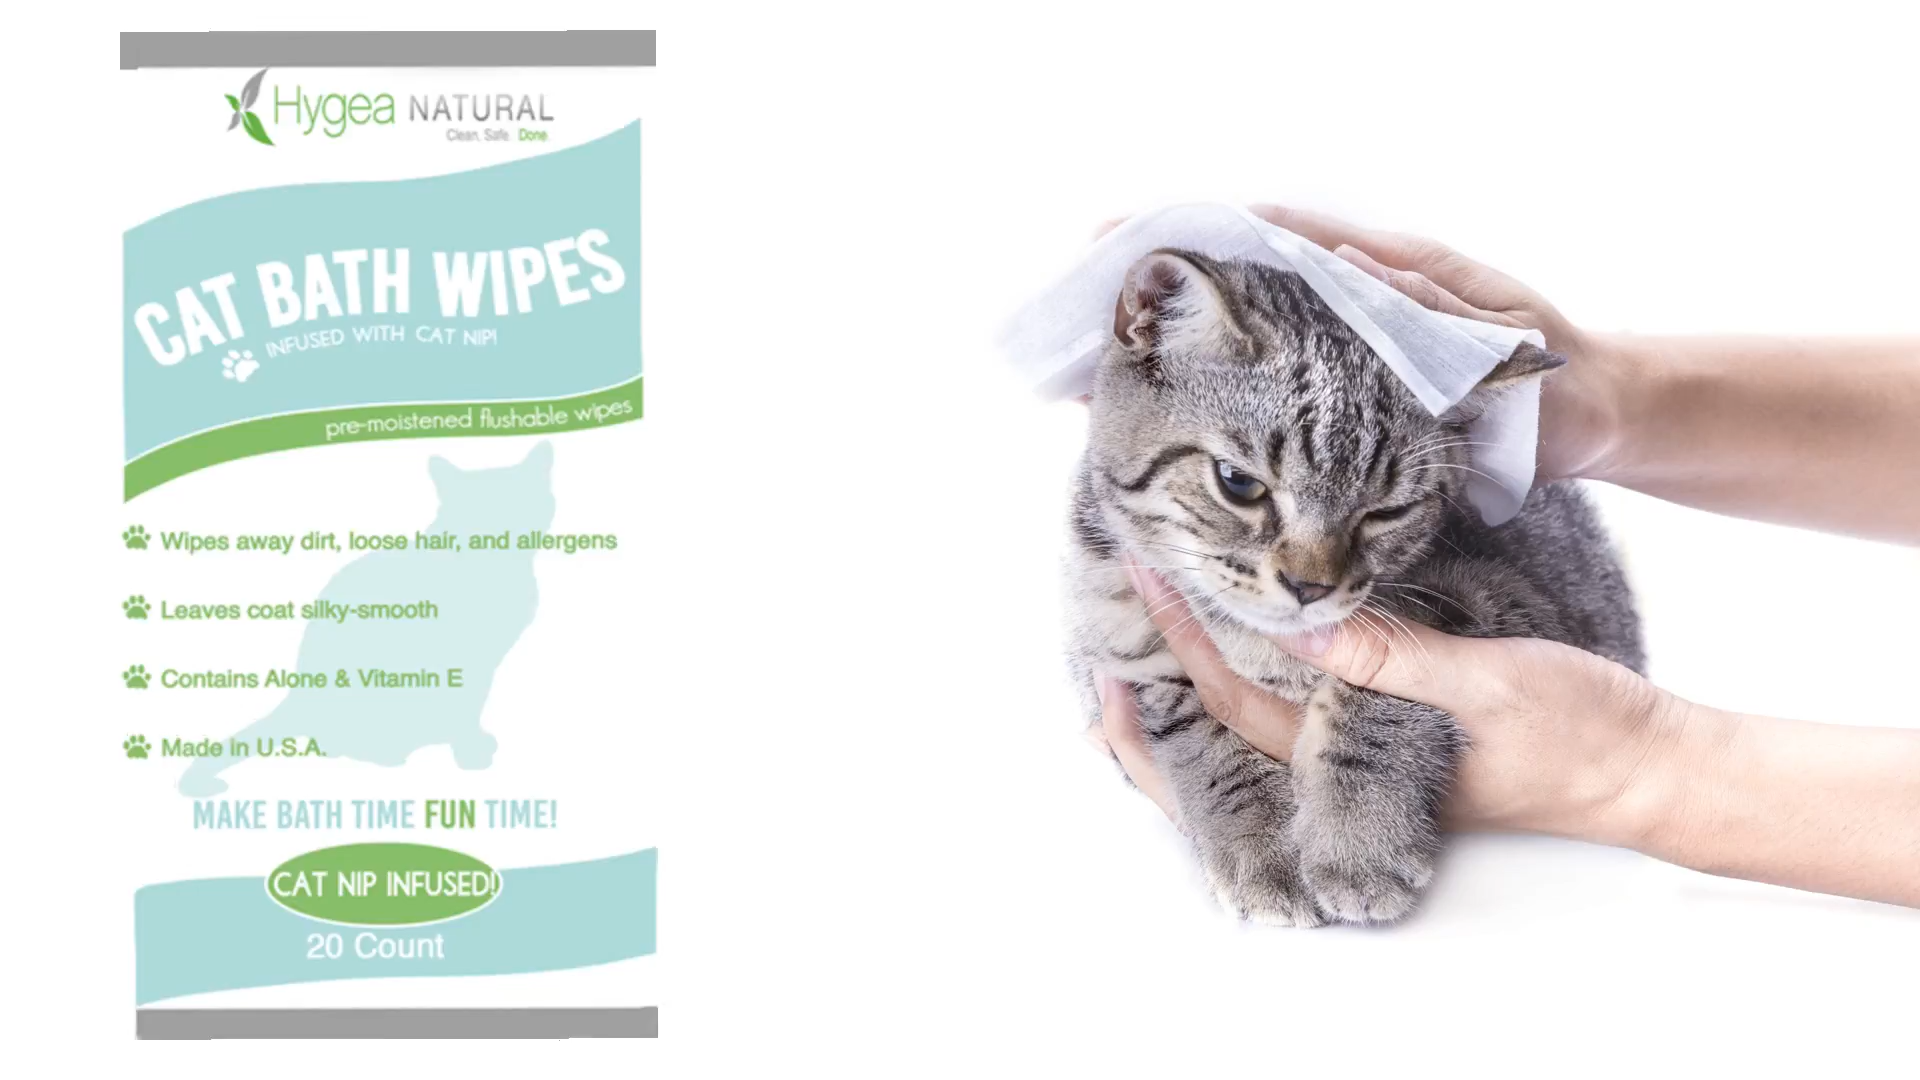 Hygea NATURAL
Clean. Safe. Done.
CAT BATH WIPES
INFUSED WITH CAT NIP!
pre-moistened flushable wipes
Wipes away dirt, loose hair, and allergens
Leaves coat silky-smooth
Contains Alone & Vitamin E
Made in U.S.A.
MAKE BATH TIME FUN TIME!
CAT NIP INFUSED!
20 Count